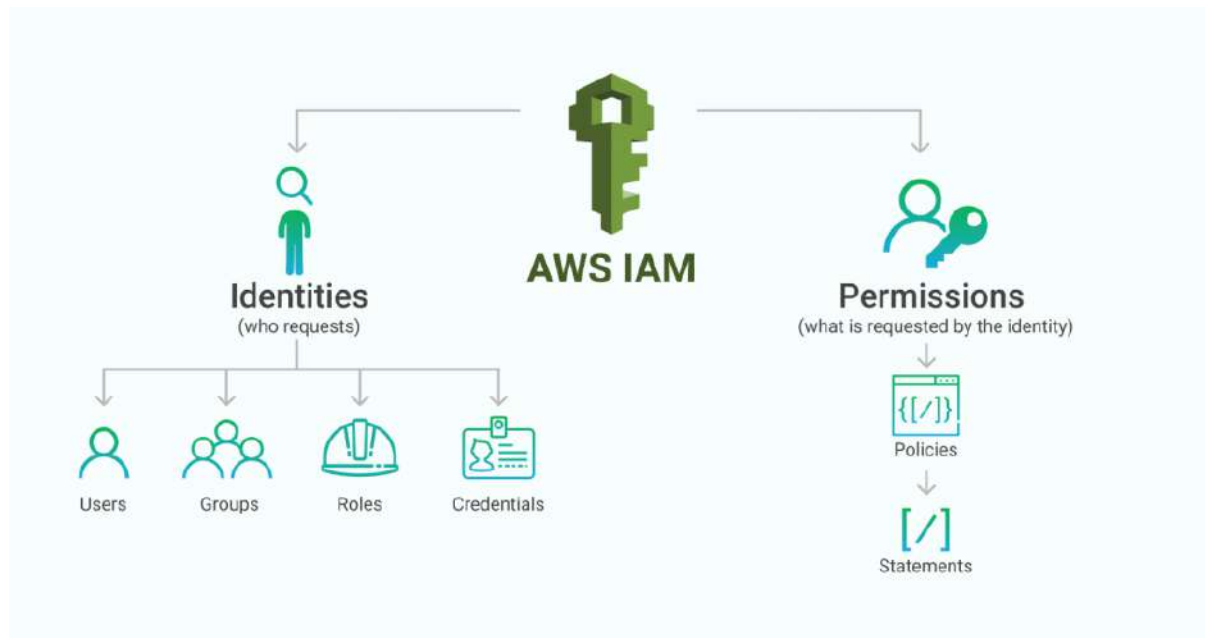 AWS IAM
Identities
(who requests)
Users
Groups
Roles
Credentials
Permissions
(what is requested by the identity)
{[/]}
Policies
[/]
Statements